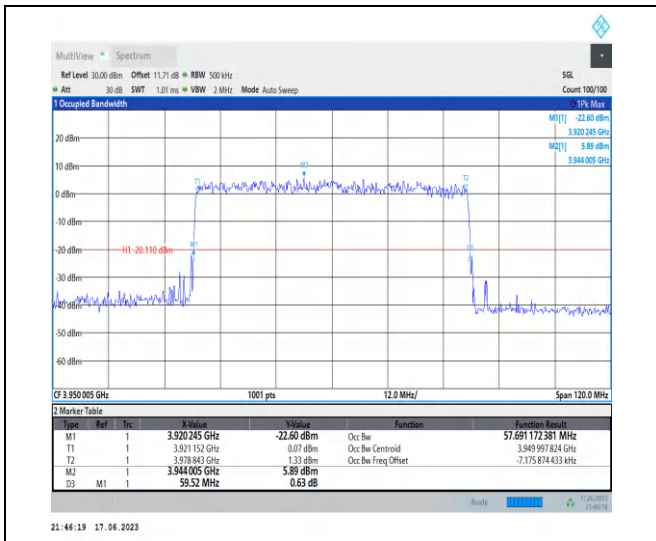 MultiView Spectrum
Ref Level 30.00 dBm Offset 11.71 dB RBW 500 kHz SGL
Att 30 dB SWT 1.01 ms VBW 2 MHz Mode Auto Sweep Count 100/100
1 Occupied Bandwidth 1Pk Max
M1[1] -22.60 dBm
3.920 245 GHz
M2[1] 5.89 dBm
3.944 005 GHz
20 dBm
10 dBm
M2
T1
T2
0 dBm
-10 dBm
-20 dBm
H1 -20.110 dBm
M1
D3
-30 dBm
-40 dBm
-50 dBm
-60 dBm
CF 3.950 005 GHz 1001 pts 12.0 MHz/ Span 120.0 MHz
2 Marker Table
Type Ref Trc X-Value Y-Value Function Function Result
M1 1 3.920 245 GHz -22.60 dBm Occ Bw 57.691 172 381 MHz
T1 1 3.921 152 GHz 0.07 dBm Occ Bw Centroid 3.949 997 824 GHz
T2 1 3.978 843 GHz 1.33 dBm Occ Bw Freq Offset -7.175 874 433 kHz
M2 1 3.944 005 GHz 5.89 dBm
D3 M1 1 59.52 MHz 0.63 dB
Ready 17.06.2023
21:46:19
21:46:19 17.06.2023